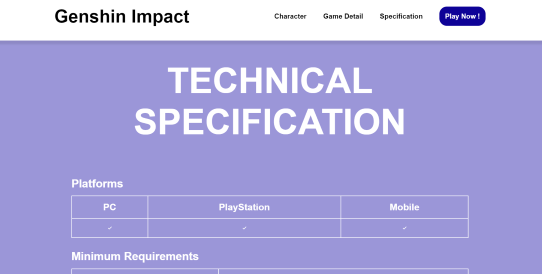 Genshin Impact
Character Game Detail Specification Play Now !
TECHNICAL
SPECIFICATION
Platforms
PC PlayStation Mobile
✓ ✓ ✓
Minimum Requirements